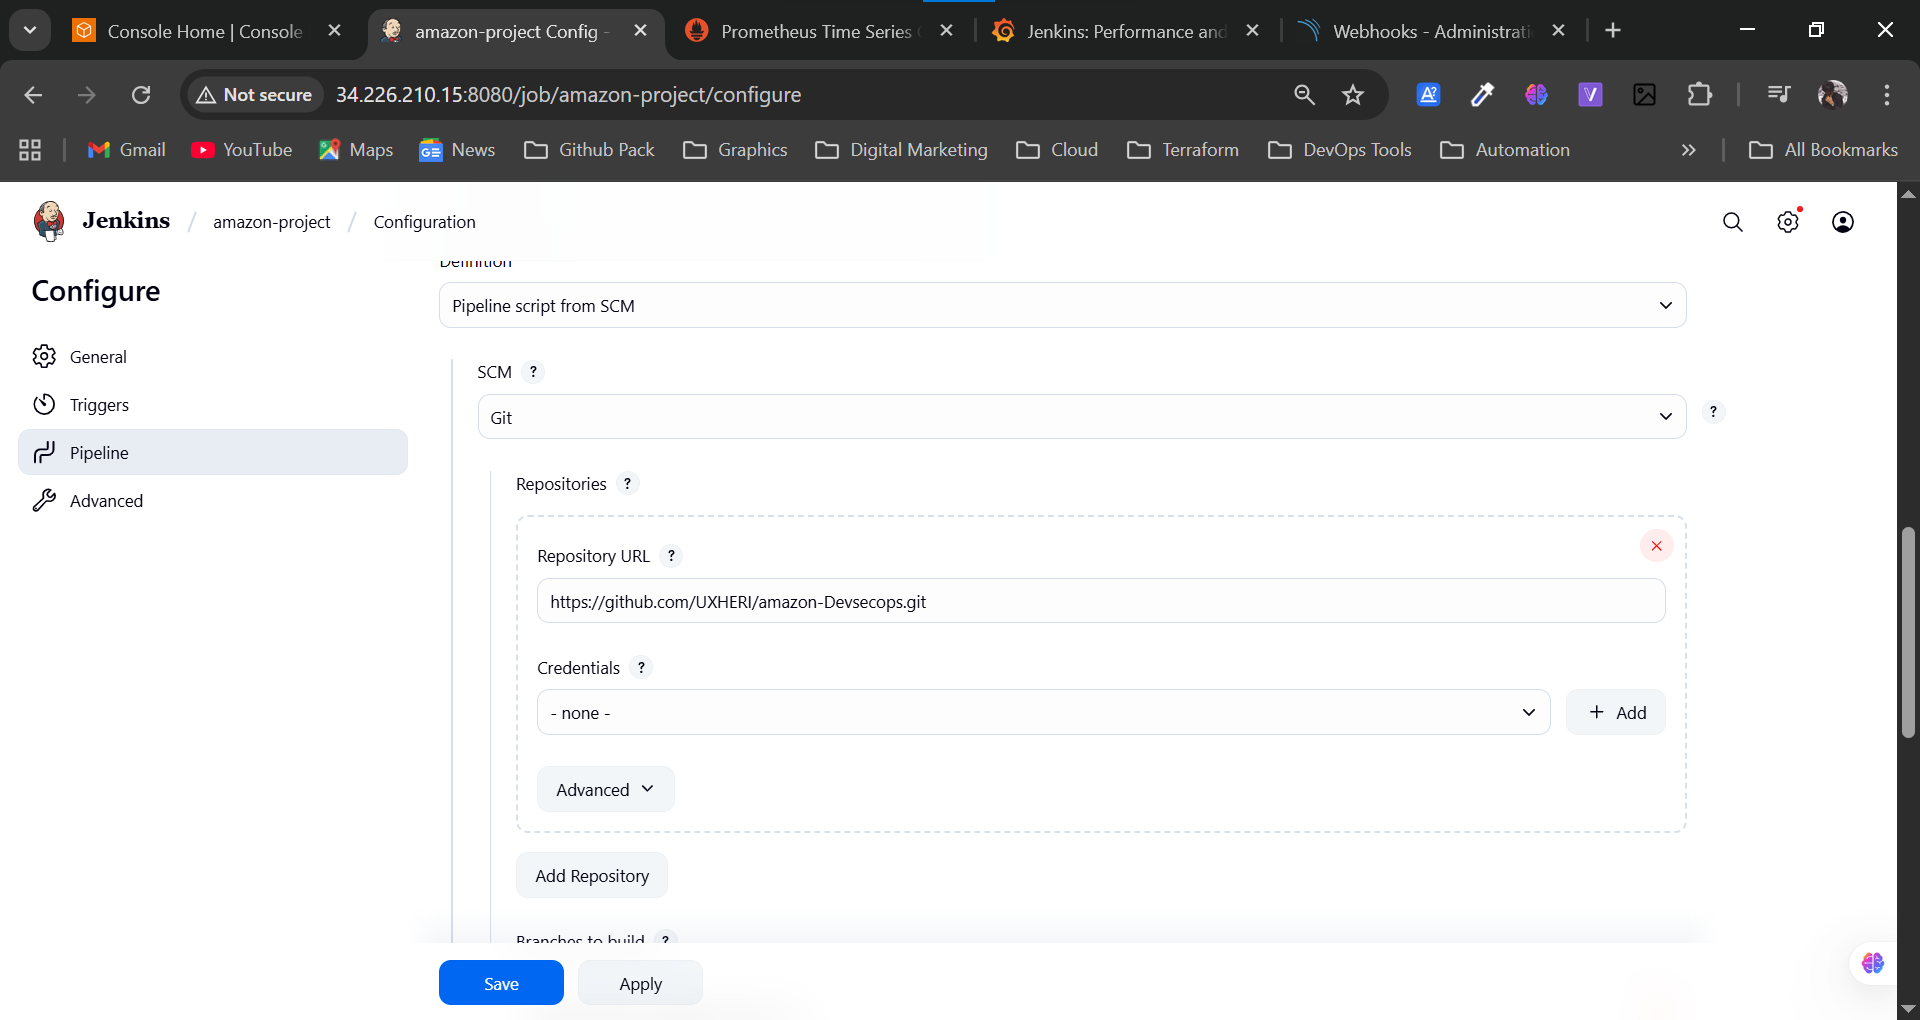 Console Home | Console
amazon-project Config -
Prometheus Time Series
Jenkins: Performance and
Webhooks - Administrati
Not secure
34.226.210.15:8080/job/amazon-project/configure
Gmail
YouTube
Maps
News
Github Pack
Graphics
Digital Marketing
Cloud
Terraform
DevOps Tools
Automation
All Bookmarks
Jenkins / amazon-project / Configuration
Configure
General
Triggers
Pipeline
Advanced
Definition
Pipeline script from SCM
SCM ?
Git
?
Repositories ?
Repository URL ?
https://github.com/UXHERI/amazon-Devsecops.git
Credentials ?
- none -
+ Add
Advanced
Add Repository
Branches to build ?
Save
Apply